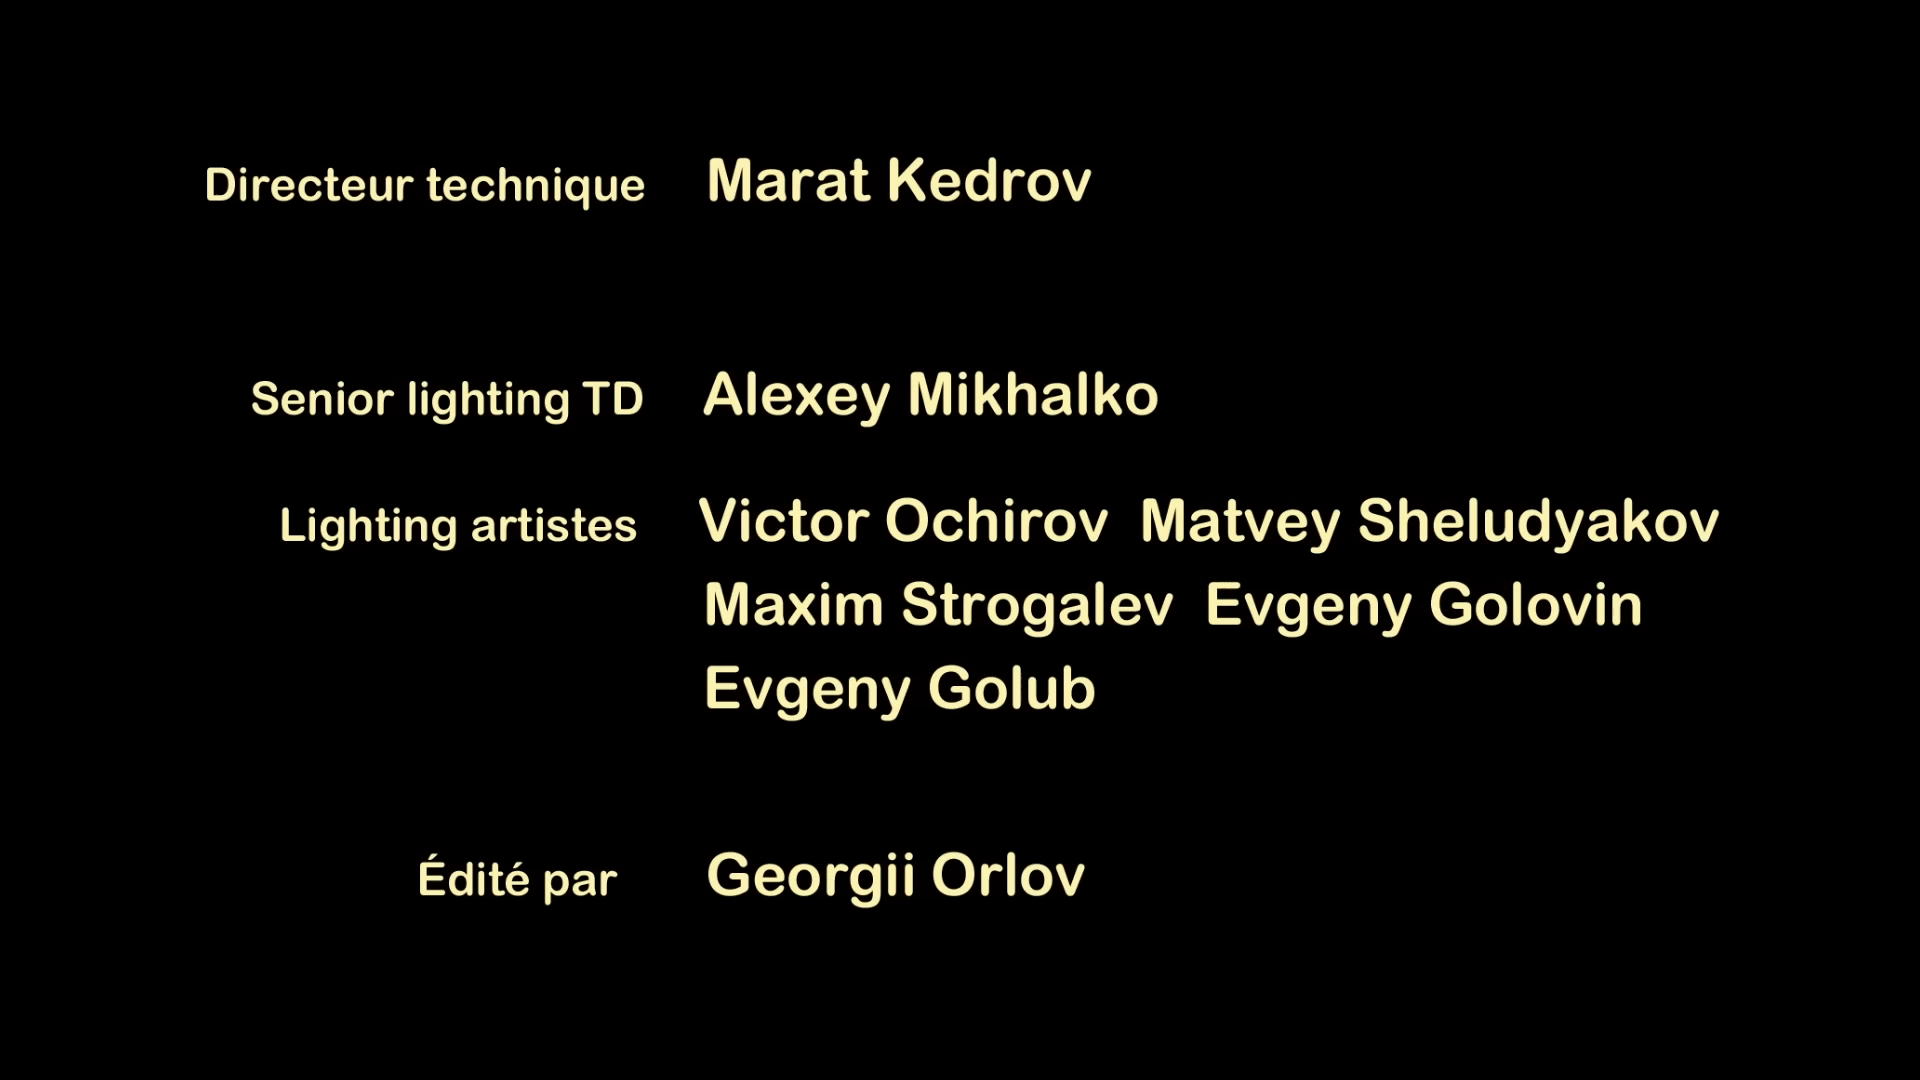 Directeur technique Marat Kedrov
Senior lighting TD Alexey Mikhalko
Lighting artistes Victor Ochirov Matvey Sheludyakov
Maxim Strogalev Evgeny Golovin
Evgeny Golub
Édité par Georgii Orlov